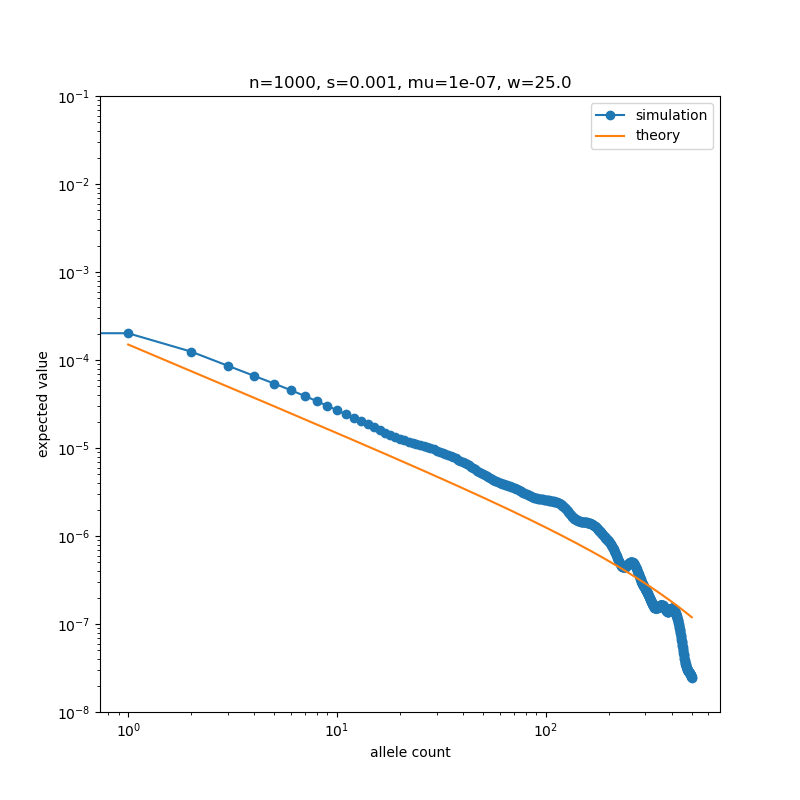 n=1000, s=0.001, mu=1e-07, w=25.0
simulation
theory
10⁻¹
10⁻²
10⁻³
10⁻⁴
10⁻⁵
10⁻⁶
10⁻⁷
10⁻⁸
expected value
10⁰
10¹
10²
allele count